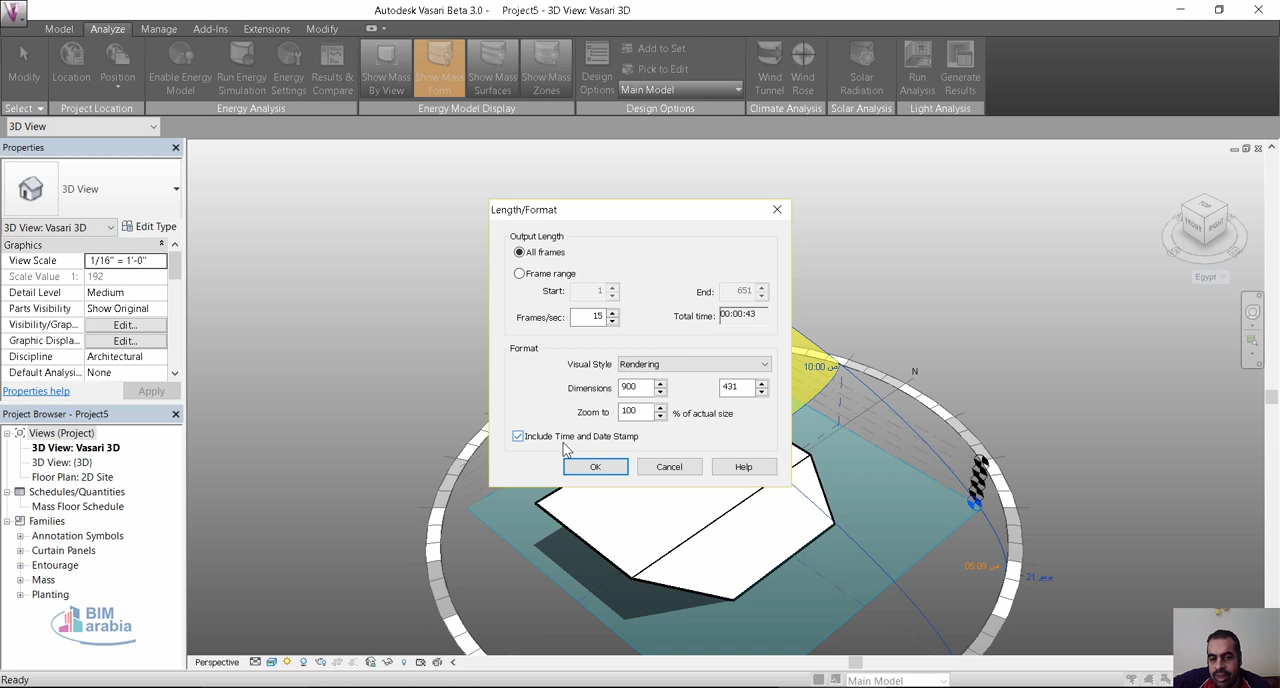 Autodesk Vasari Beta 3.0 - Project5 - 3D View: Vasari 3D
Model Analyze Manage Add-Ins Extensions Modify
Modify
Location
Position
Enable Energy Model
Run Energy Simulation
Energy Settings
Results & Compare
Show Mass By View
Show Mass Form
Show Mass Surfaces
Show Mass Zones
Design Options
Add to Set
Pick to Edit
Main Model
Wind Tunnel
Wind Rose
Solar Radiation
Run Analysis
Generate Results
Select Project Location Energy Analysis Energy Model Display Design Options Climate Analysis Solar Analysis Light Analysis
3D View
Properties
3D View
3D View: Vasari 3D Edit Type
Graphics
View Scale 1/16" = 1'-0"
Scale Value 1: 192
Detail Level Medium
Parts Visibility Show Original
Visibility/Grap... Edit...
Graphic Displa... Edit...
Discipline Architectural
Default Analysi... None
Properties help Apply
Project Browser - Project5
Views (Project)
3D View: Vasari 3D
3D View: {3D}
Floor Plan: 2D Site
Schedules/Quantities
Mass Floor Schedule
Families
Annotation Symbols
Curtain Panels
Entourage
Mass
Planting
BIM
arabia
Length/Format
Output Length
All frames
Frame range
Start: 1 End: 651
Frames/sec: 15 Total time: 00:00:43
Format
Visual Style Rendering
Dimensions 900 431
Zoom to 100 % of actual size
Include Time and Date Stamp
OK Cancel Help
10:00 ص
N
05:09 ص
يونيو 21
TOP
FRONT
RIGHT
Egypt
Perspective
Ready
Main Model